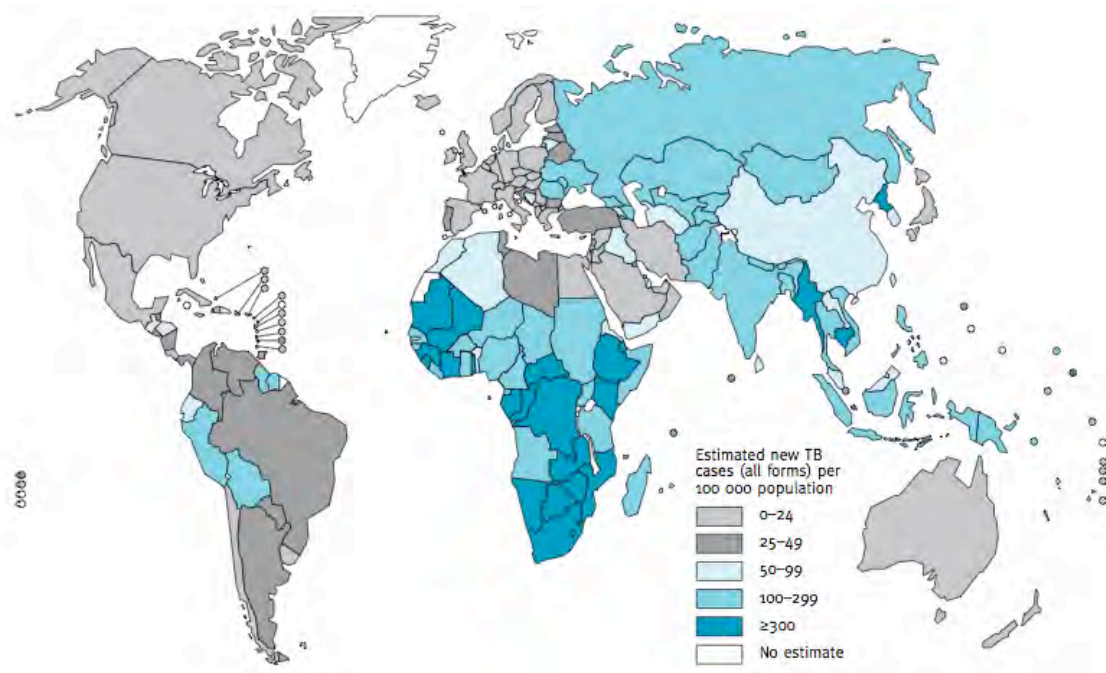 Estimated new TB
cases (all forms) per
100 000 population
0–24
25–49
50–99
100–299
≥300
No estimate